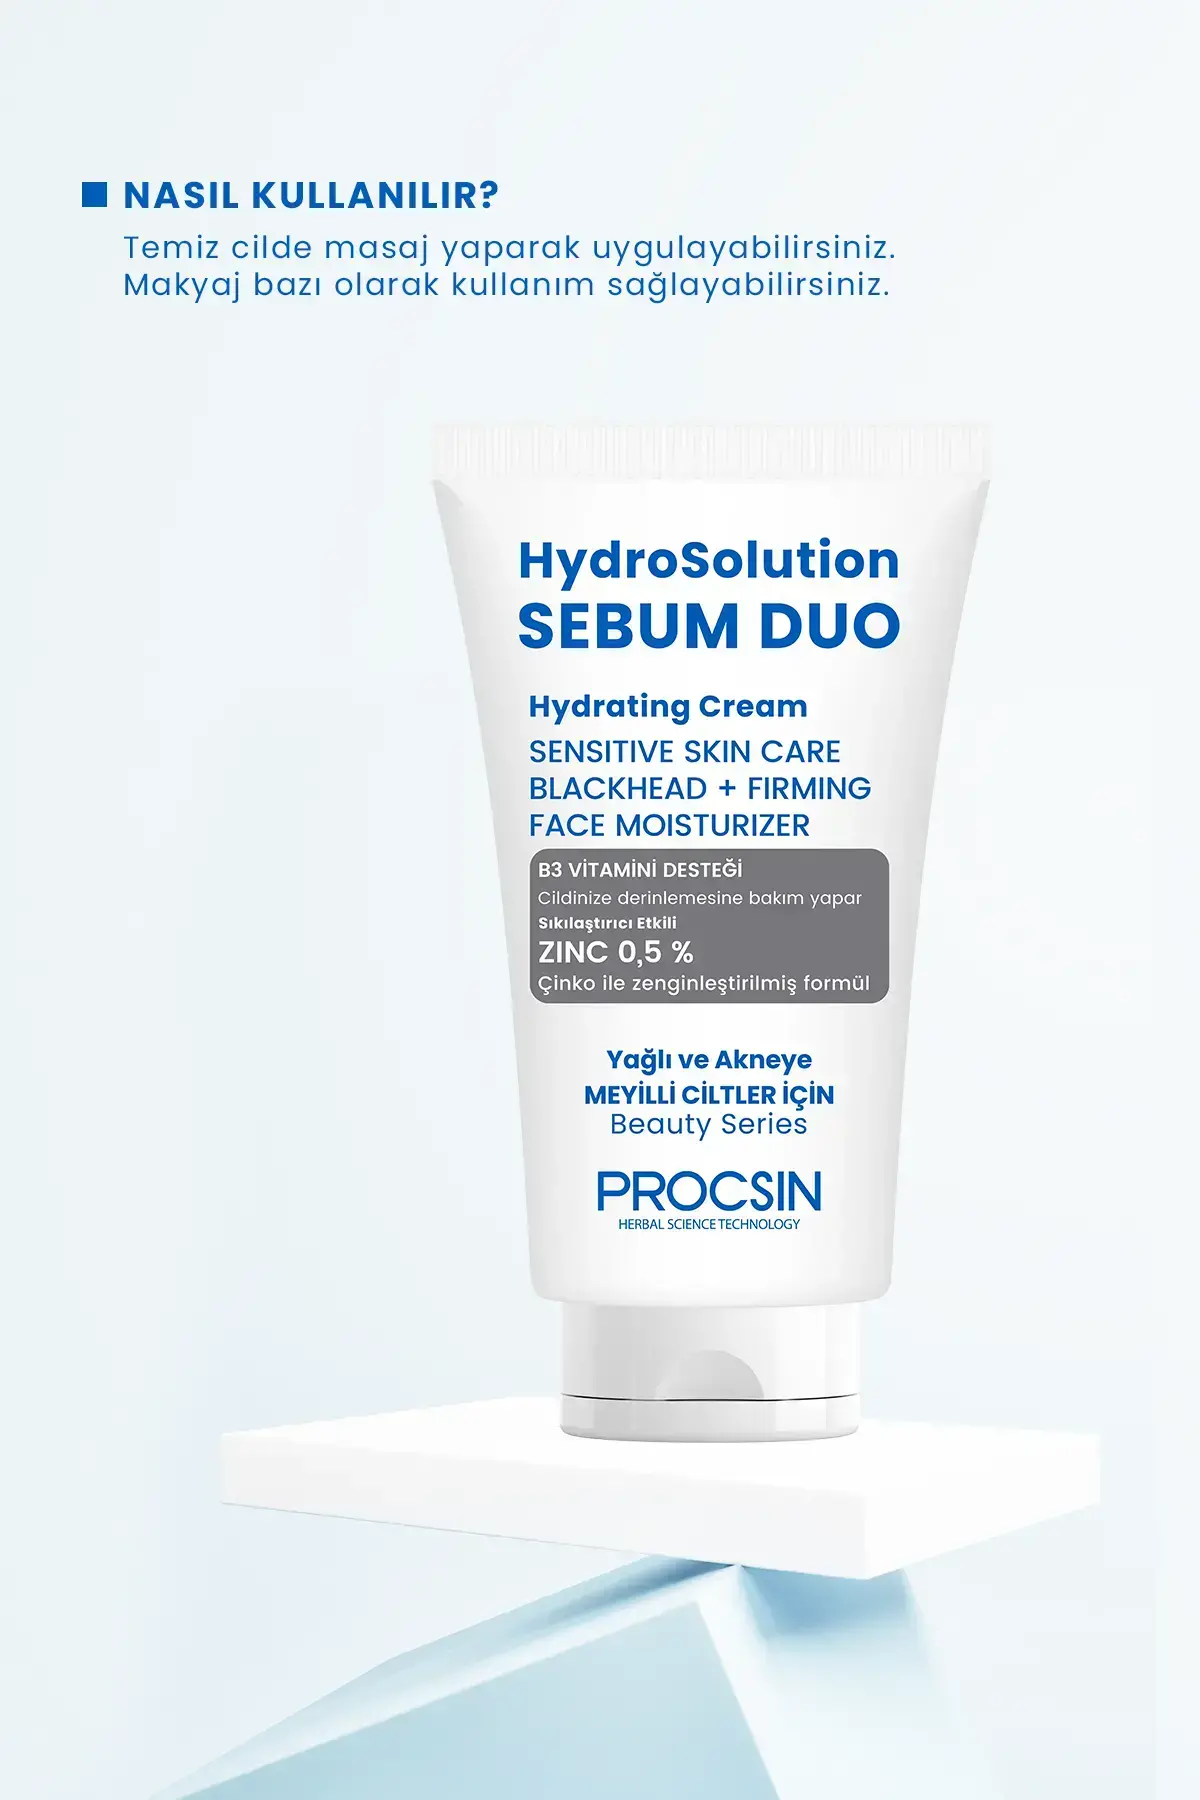 NASIL KULLANILIR?
Temiz cilde masaj yaparak uygulayabilirsiniz.
Makyaj bazı olarak kullanım sağlayabilirsiniz.
HydroSolution
SEBUM DUO
Hydrating Cream
SENSITIVE SKIN CARE
BLACKHEAD + FIRMING
FACE MOISTURIZER
B3 VİTAMİNİ DESTEĞİ
Cildinize derinlemesine bakım yapar
Sıkılaştırıcı Etkili
ZINC 0,5 %
Çinko ile zenginleştirilmiş formül
Yağlı ve Akneye
MEYİLLİ CİLTLER İÇİN
Beauty Series
PROCSIN
HERBAL SCIENCE TECHNOLOGY